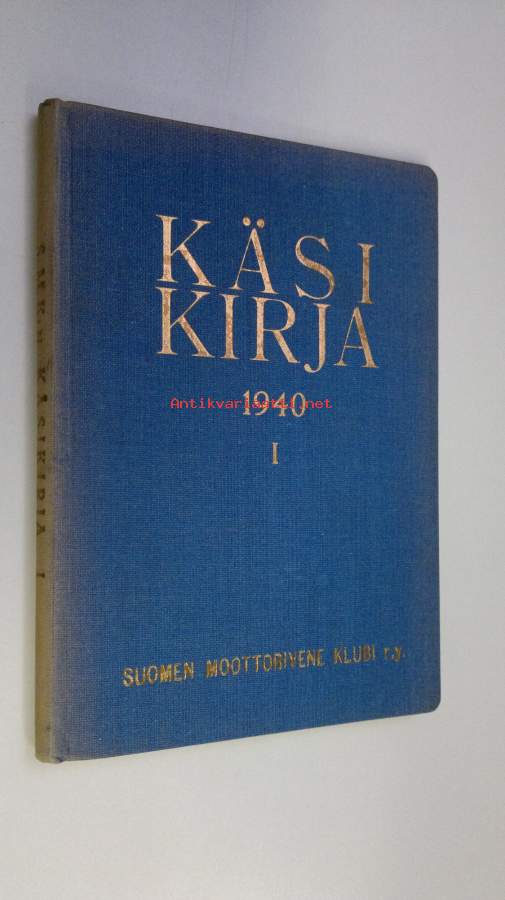 KÄSI
KIRJA
1940
Antikvariaatti.net
I
SUOMEN MOOTTORIVENE KLUBI r.y.
KÄSIKIRJA I